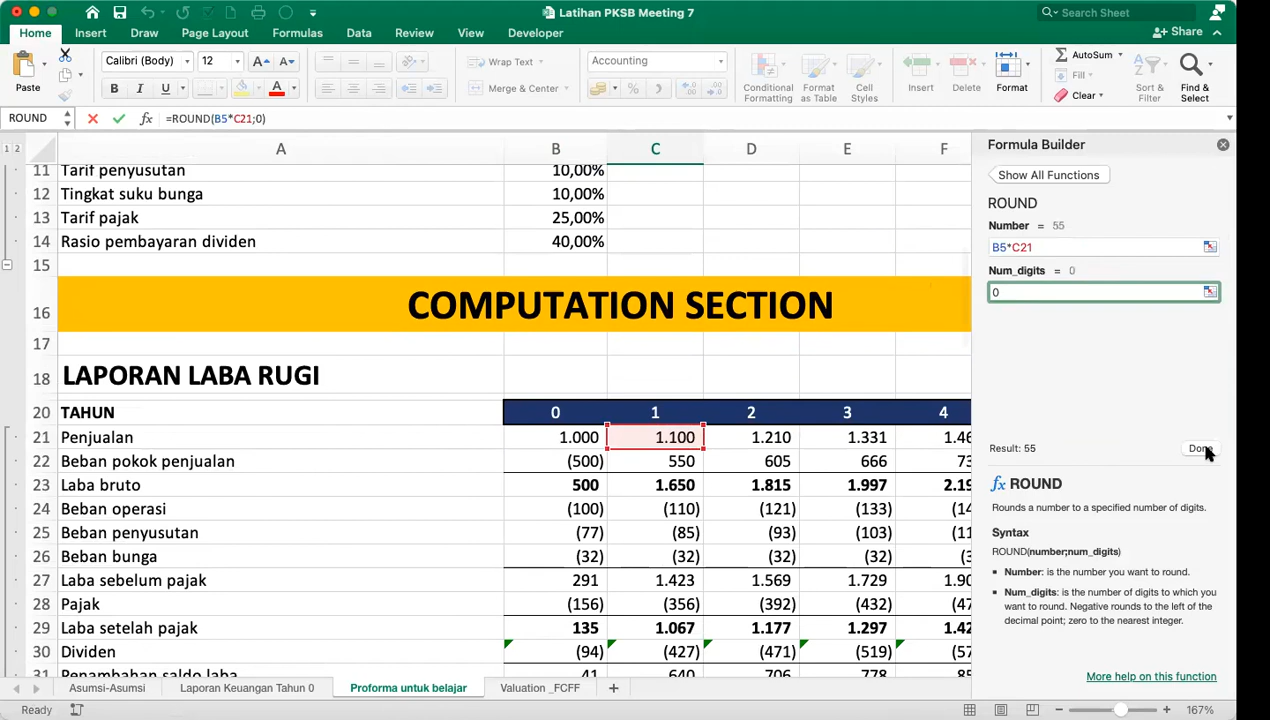 Latihan PKSB Meeting 7
Search Sheet
Home Insert Draw Page Layout Formulas Data Review View Developer
Share
Paste
Calibri (Body) 12
Wrap Text
Merge & Center
Accounting
Conditional Formatting
Format as Table
Cell Styles
Insert
Delete
Format
AutoSum
Fill
Clear
Sort & Filter
Find & Select
ROUND
=ROUND(B5*C21;0)
1 2
A B C D E F
11 Tarif penyusutan 10,00%
12 Tingkat suku bunga 10,00%
13 Tarif pajak 25,00%
14 Rasio pembayaran dividen 40,00%
15
16 COMPUTATION SECTION
17
18 LAPORAN LABA RUGI
20 TAHUN 0 1 2 3 4
21 Penjualan 1.000 1.100 1.210 1.331 1.46
22 Beban pokok penjualan (500) 550 605 666 73
23 Laba bruto 500 1.650 1.815 1.997 2.19
24 Beban operasi (100) (110) (121) (133) (14
25 Beban penyusutan (77) (85) (93) (103) (11
26 Beban bunga (32) (32) (32) (32) (3
27 Laba sebelum pajak 291 1.423 1.569 1.729 1.90
28 Pajak (156) (356) (392) (432) (47
29 Laba setelah pajak 135 1.067 1.177 1.297 1.42
30 Dividen (94) (427) (471) (519) (57
31 Penambahan saldo laba 41 640 706 778 85
Formula Builder
Show All Functions
ROUND
Number = 55
B5*C21
Num_digits = 0
0
Result: 55
Done
fx ROUND
Rounds a number to a specified number of digits.
Syntax
ROUND(number;num_digits)
Number: is the number you want to round.
Num_digits: is the number of digits to which you
want to round. Negative rounds to the left of the
decimal point; zero to the nearest integer.
More help on this function
Asumsi-Asumsi Laporan Keuangan Tahun 0 Proforma untuk belajar Valuation _FCFF
Ready
167%